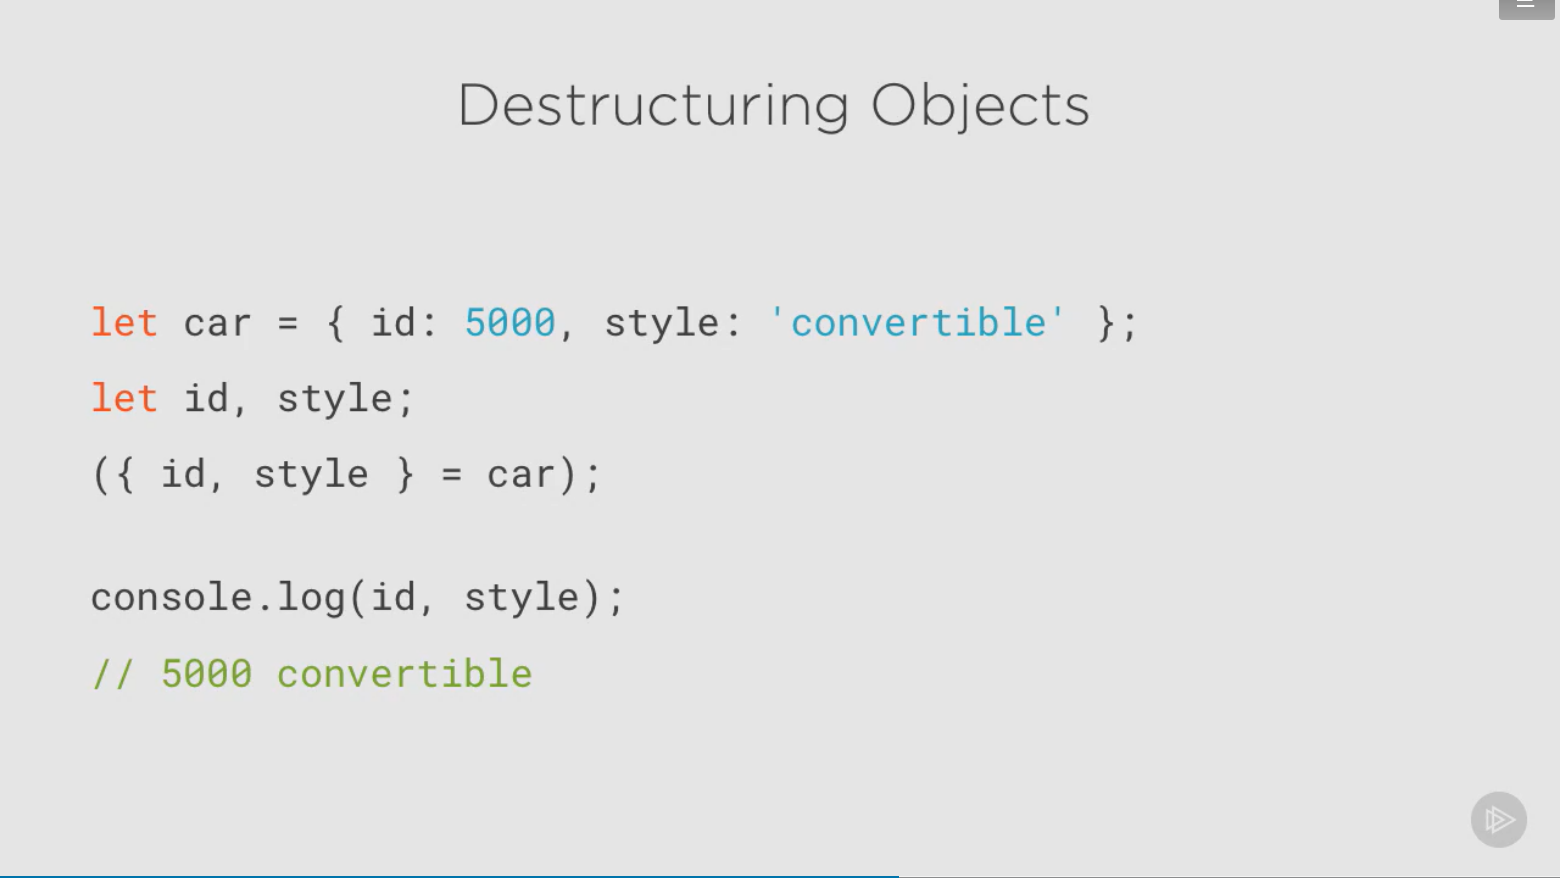 Destructuring Objects
let car = { id: 5000, style: 'convertible' };
let id, style;
({ id, style } = car);
console.log(id, style);
// 5000 convertible